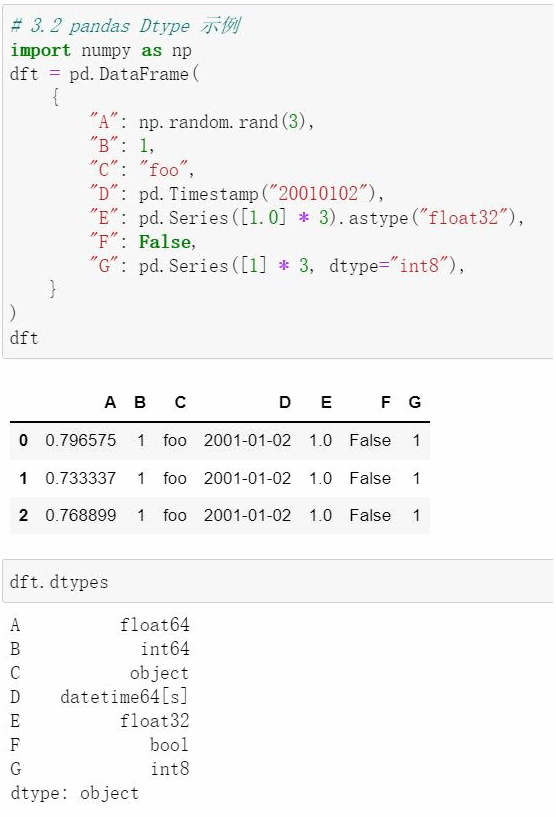 # 3.2 pandas Dtype 示例
import numpy as np
dft = pd.DataFrame(
    {
        "A": np.random.rand(3),
        "B": 1,
        "C": "foo",
        "D": pd.Timestamp("20010102"),
        "E": pd.Series([1.0] * 3).astype("float32"),
        "F": False,
        "G": pd.Series([1] * 3, dtype="int8"),
    }
)
dft
A B C D E F G
0 0.796575 1 foo 2001-01-02 1.0 False 1
1 0.733337 1 foo 2001-01-02 1.0 False 1
2 0.768899 1 foo 2001-01-02 1.0 False 1
dft.dtypes
A float64
B int64
C object
D datetime64[s]
E float32
F bool
G int8
dtype: object